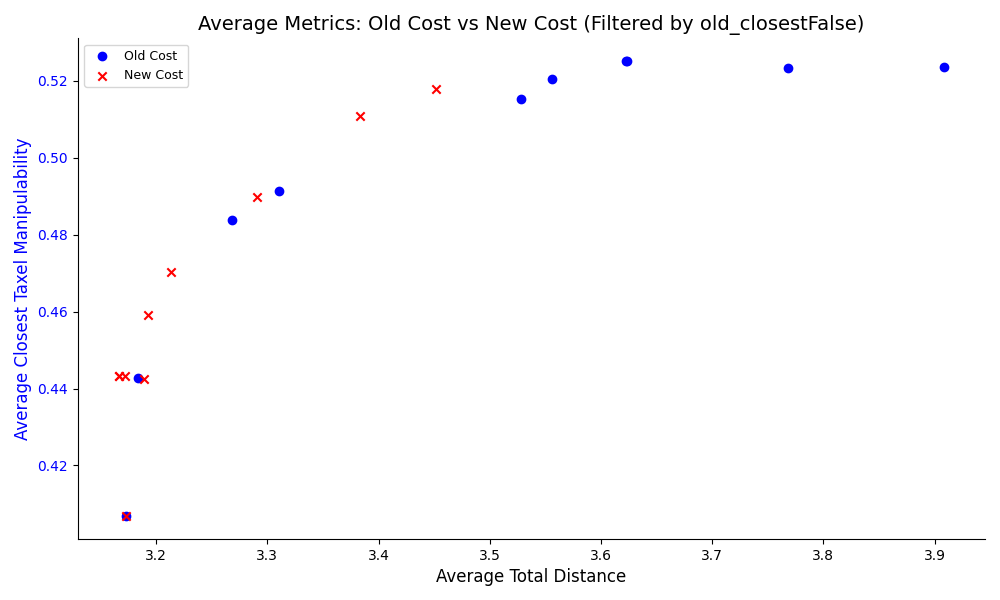 Average Metrics: Old Cost vs New Cost (Filtered by old_closestFalse)
Old Cost
New Cost
Average Closest Taxel Manipulability
0.52
0.50
0.48
0.46
0.44
0.42
3.2 3.3 3.4 3.5 3.6 3.7 3.8 3.9
Average Total Distance